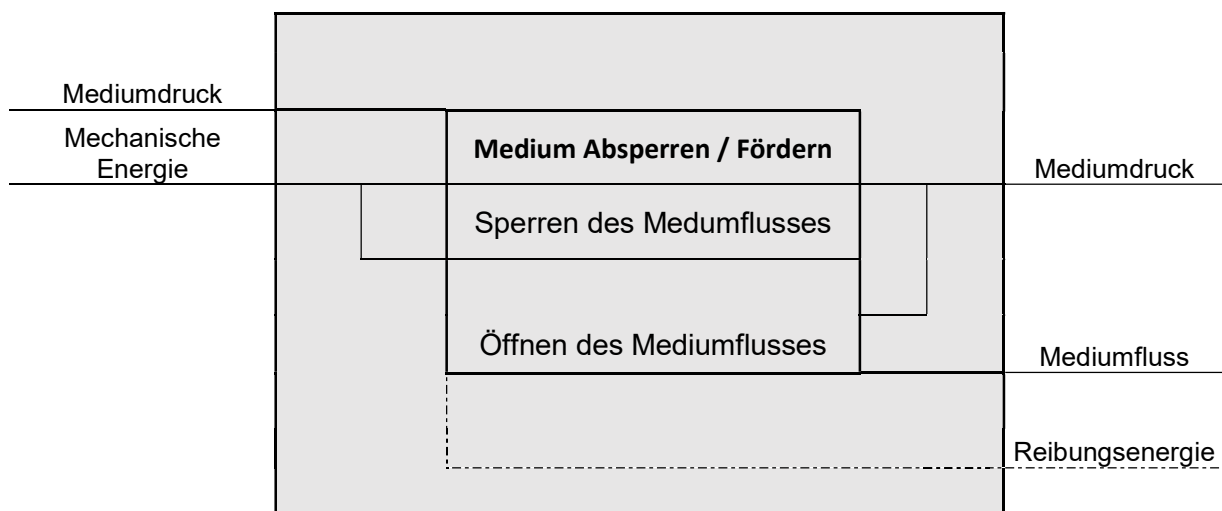 Mediumdruck
Mechanische
Energie
Medium Absperren / Fördern
Mediumdruck
Sperren des Medumflusses
Öffnen des Mediumflusses
Mediumfluss
Reibungsenergie